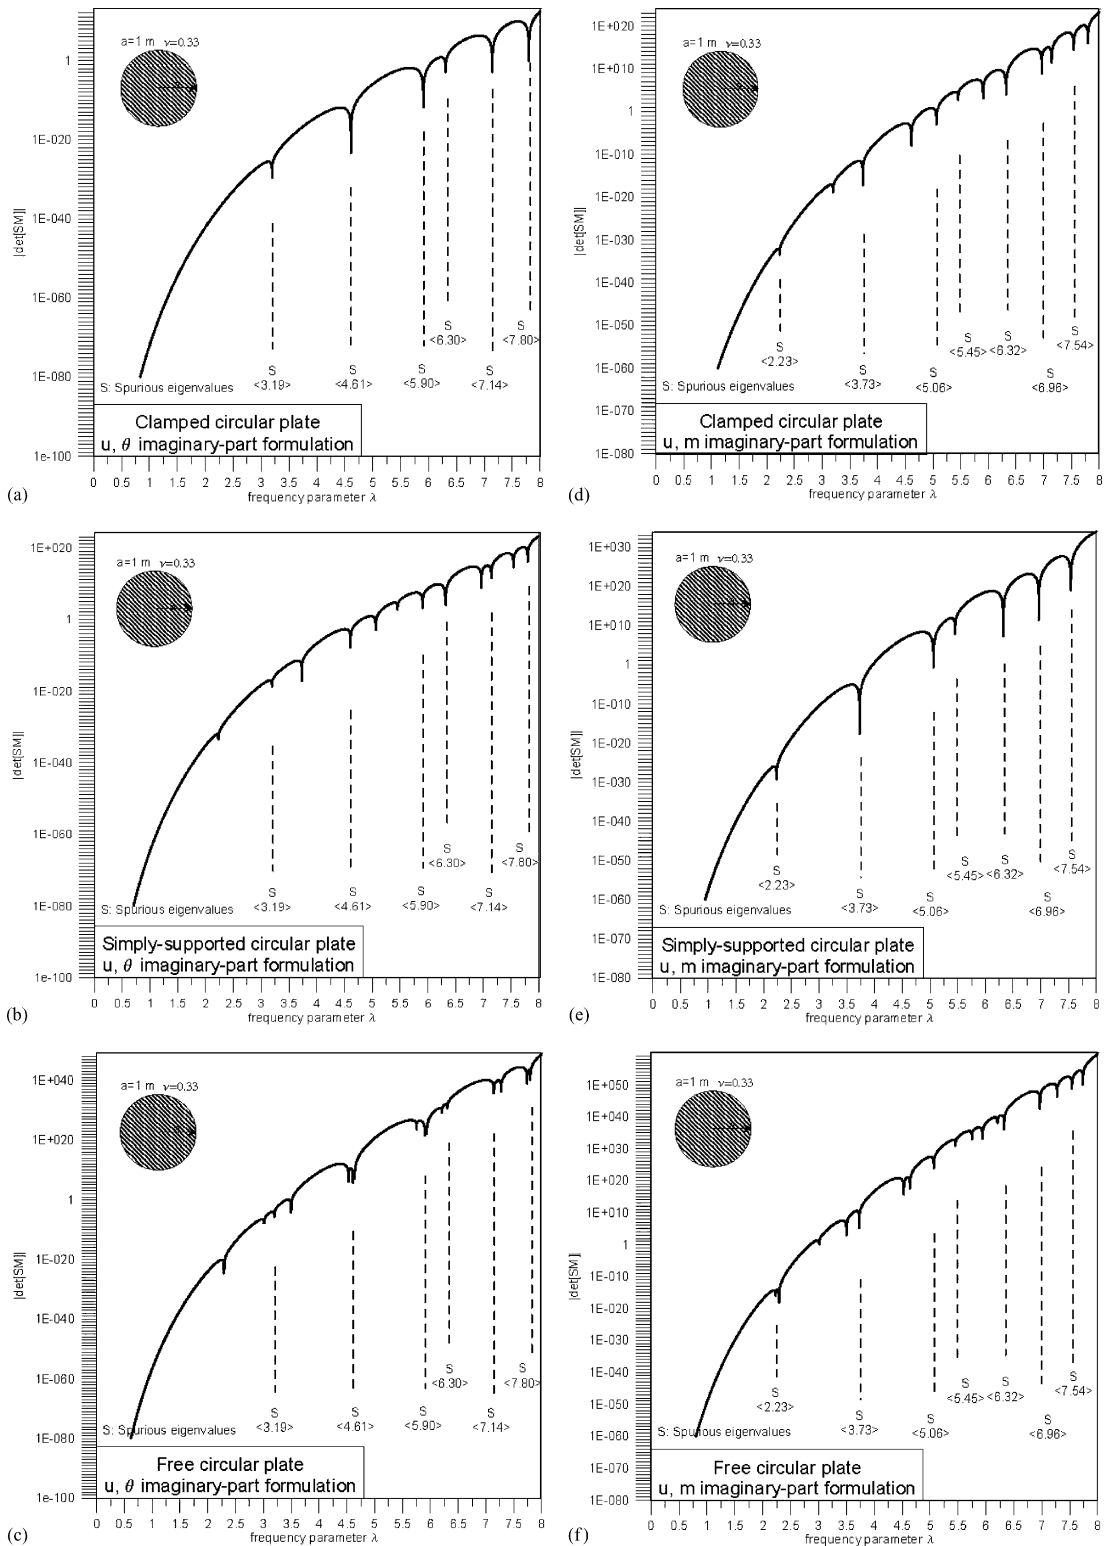 a=1 m ν=0.33
1
1E-020
1E-040
1E-060
1E-080
1e-100
|det[SM]|
S
<3.19>
S
<4.61>
S
<5.90>
S
<6.30>
S
<7.14>
S
<7.80>
S: Spurious eigenvalues
Clamped circular plate
u, θ imaginary-part formulation
0 0.5 1 1.5 2 2.5 3 3.5 4 4.5 5 5.5 6 6.5 7 7.5 8
frequency parameter λ
(a)
a=1 m ν=0.33
1E+020
1E+010
1
1E-010
1E-020
1E-030
1E-040
1E-050
1E-060
1E-070
1E-080
|det[SM]|
S
<2.23>
S
<3.73>
S
<5.06>
S
<5.45>
S
<6.32>
S
<6.96>
S
<7.54>
S: Spurious eigenvalues
Clamped circular plate
u, m imaginary-part formulation
0 0.5 1 1.5 2 2.5 3 3.5 4 4.5 5 5.5 6 6.5 7 7.5 8
frequency parameter λ
(d)
a=1 m ν=0.33
1E+020
1
1E-020
1E-040
1E-060
1E-080
1e-100
|det[SM]|
S
<3.19>
S
<4.61>
S
<5.90>
S
<6.30>
S
<7.14>
S
<7.80>
S: Spurious eigenvalues
Simply-supported circular plate
u, θ imaginary-part formulation
0 0.5 1 1.5 2 2.5 3 3.5 4 4.5 5 5.5 6 6.5 7 7.5 8
frequency parameter λ
(b)
a=1 m ν=0.33
1E+030
1E+020
1E+010
1
1E-010
1E-020
1E-030
1E-040
1E-050
1E-060
1E-070
1E-080
|det[SM]|
S
<2.23>
S
<3.73>
S
<5.06>
S
<5.45>
S
<6.32>
S
<6.96>
S
<7.54>
S: Spurious eigenvalues
Simply-supported circular plate
u, m imaginary-part formulation
0 0.5 1 1.5 2 2.5 3 3.5 4 4.5 5 5.5 6 6.5 7 7.5 8
frequency parameter λ
(e)
a=1 m ν=0.33
1E+040
1E+020
1
1E-020
1E-040
1E-060
1E-080
1e-100
|det[SM]|
S
<3.19>
S
<4.61>
S
<5.90>
S
<6.30>
S
<7.14>
S
<7.80>
S: Spurious eigenvalues
Free circular plate
u, θ imaginary-part formulation
0 0.5 1 1.5 2 2.5 3 3.5 4 4.5 5 5.5 6 6.5 7 7.5 8
frequency parameter λ
(c)
a=1 m ν=0.33
1E+050
1E+040
1E+030
1E+020
1E+010
1
1E-010
1E-020
1E-030
1E-040
1E-050
1E-060
1E-070
1E-080
|det[SM]|
S
<2.23>
S
<3.73>
S
<5.06>
S
<5.45>
S
<6.32>
S
<6.96>
S
<7.54>
S: Spurious eigenvalues
Free circular plate
u, m imaginary-part formulation
0 0.5 1 1.5 2 2.5 3 3.5 4 4.5 5 5.5 6 6.5 7 7.5 8
frequency parameter λ
(f)